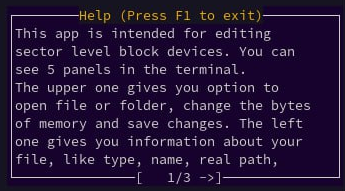 Help (Press F1 to exit)
This app is intended for editing
sector level block devices. You can
see 5 panels in the terminal.
The upper one gives you option to
open file or folder, change the bytes
of memory and save changes. The left
one gives you information about your
file, like type, name, real path,
[ 1/3 ->]